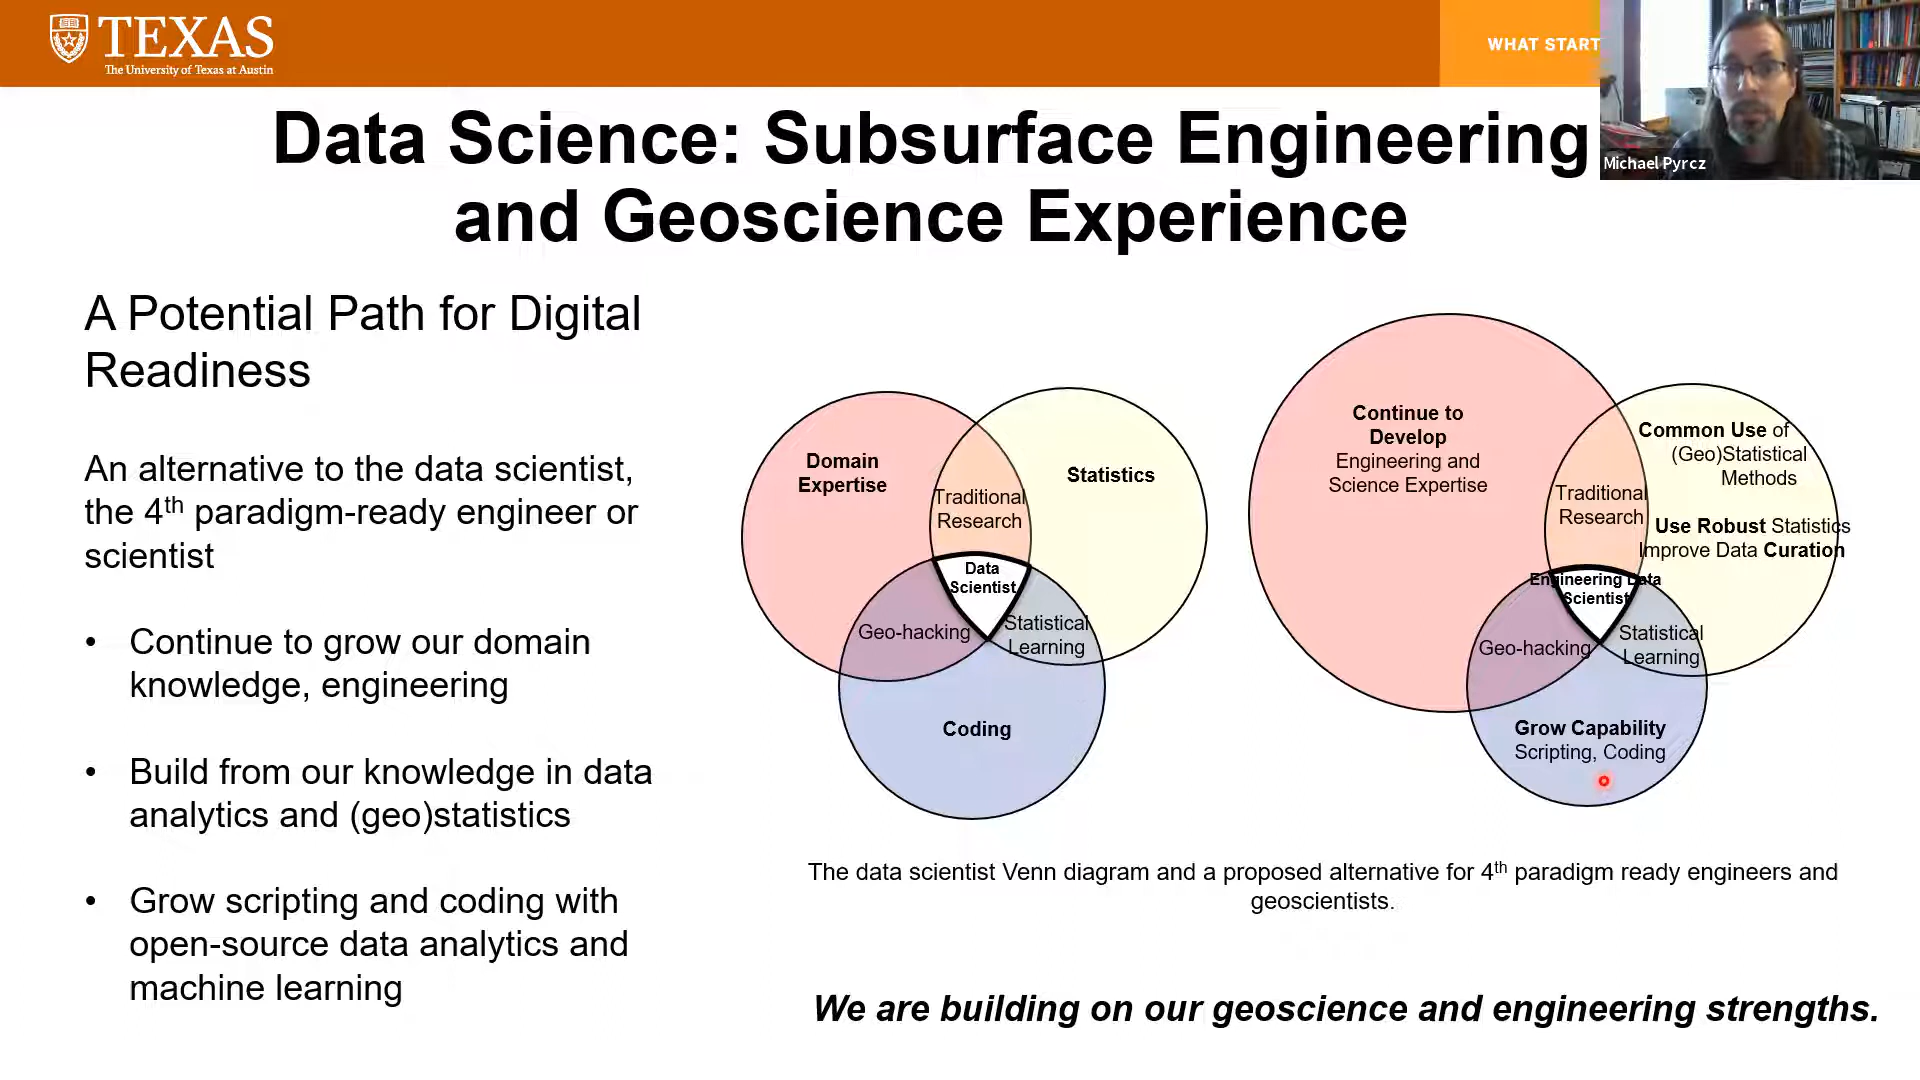 TEXAS
The University of Texas at Austin
WHAT START
Michael Pyrcz
Data Science: Subsurface Engineering
and Geoscience Experience
A Potential Path for Digital
Readiness
An alternative to the data scientist,
the 4th paradigm-ready engineer or
scientist
• Continue to grow our domain
knowledge, engineering
• Build from our knowledge in data
analytics and (geo)statistics
• Grow scripting and coding with
open-source data analytics and
machine learning
Domain
Expertise
Statistics
Traditional
Research
Data
Scientist
Geo-hacking
Statistical
Learning
Coding
Continue to
Develop
Engineering and
Science Expertise
Common Use of
(Geo)Statistical
Methods
Traditional
Research
Use Robust Statistics
Improve Data Curation
Engineering Data
Scientist
Geo-hacking
Statistical
Learning
Grow Capability
Scripting, Coding
The data scientist Venn diagram and a proposed alternative for 4th paradigm ready engineers and
geoscientists.
We are building on our geoscience and engineering strengths.